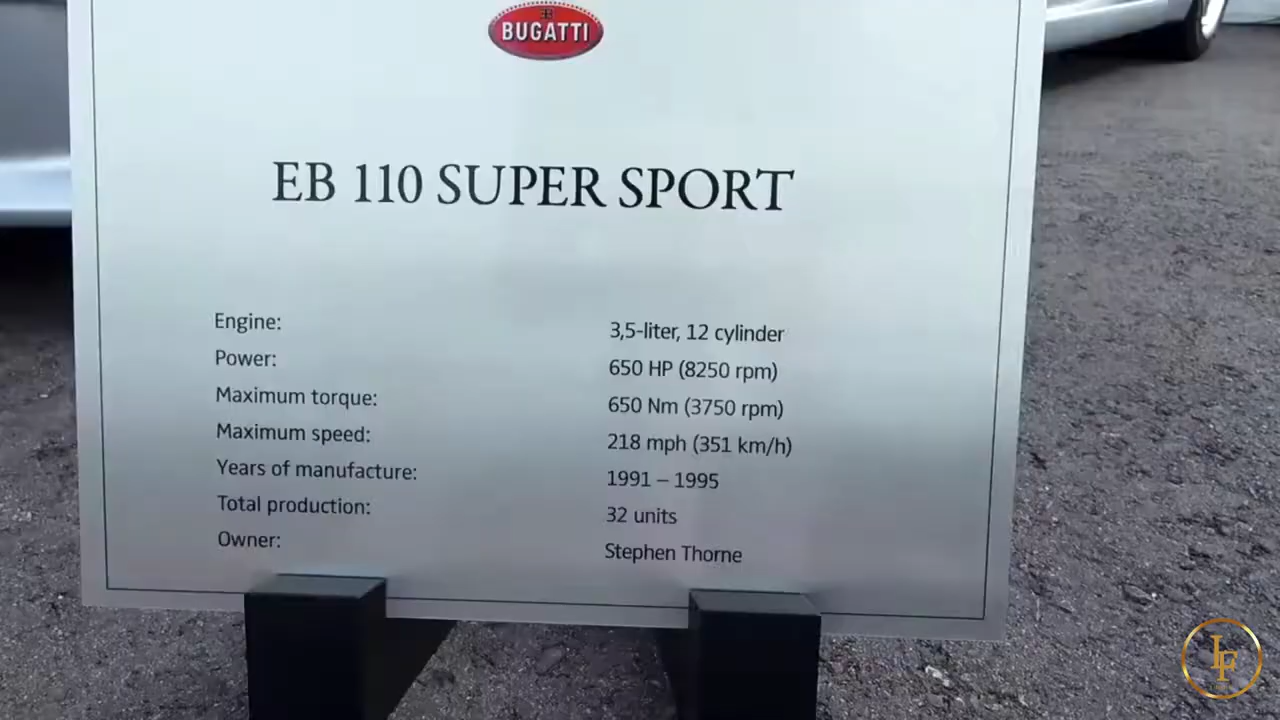 EB
BUGATTI
EB 110 SUPER SPORT
Engine: 3,5-liter, 12 cylinder
Power: 650 HP (8250 rpm)
Maximum torque: 650 Nm (3750 rpm)
Maximum speed: 218 mph (351 km/h)
Years of manufacture: 1991 – 1995
Total production: 32 units
Owner: Stephen Thorne
LF